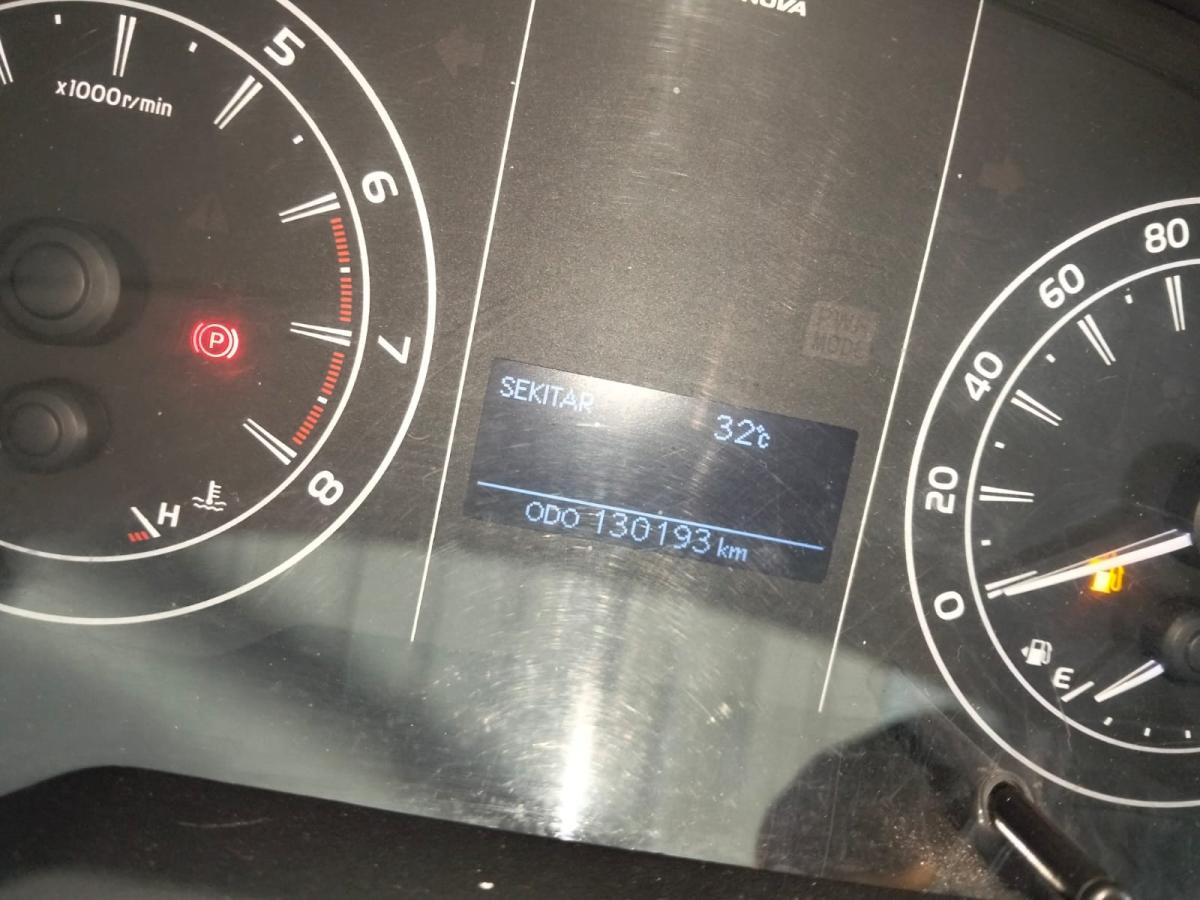 x1000r/min
5
6
7
8
H
P
SEKITAR
32°C
ODO 130193 km
80
60
40
20
0
E